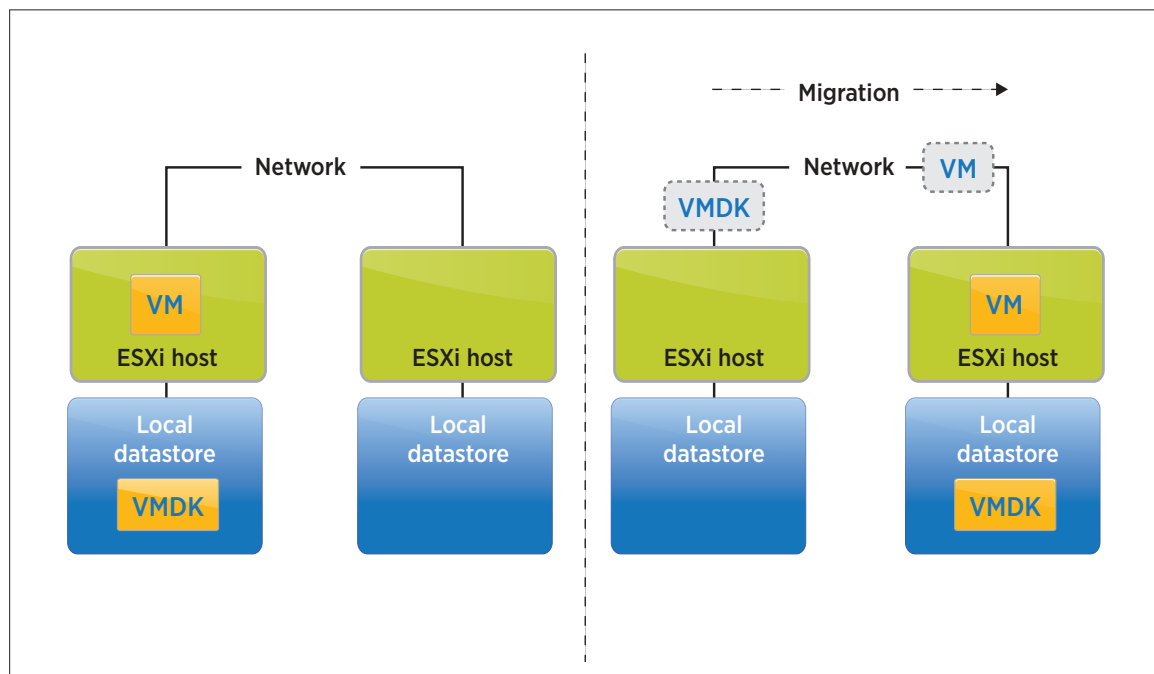 Migration
Network
Network
VM
VMDK
VM
ESXi host
ESXi host
ESXi host
VM
ESXi host
Local
datastore
VMDK
Local
datastore
Local
datastore
Local
datastore
VMDK